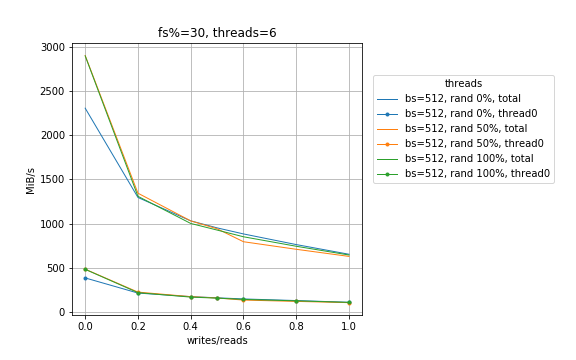 fs%=30, threads=6
3000
2500
2000
1500
1000
500
0
MiB/s
0.0 0.2 0.4 0.6 0.8 1.0
writes/reads
threads
bs=512, rand 0%, total
bs=512, rand 0%, thread0
bs=512, rand 50%, total
bs=512, rand 50%, thread0
bs=512, rand 100%, total
bs=512, rand 100%, thread0